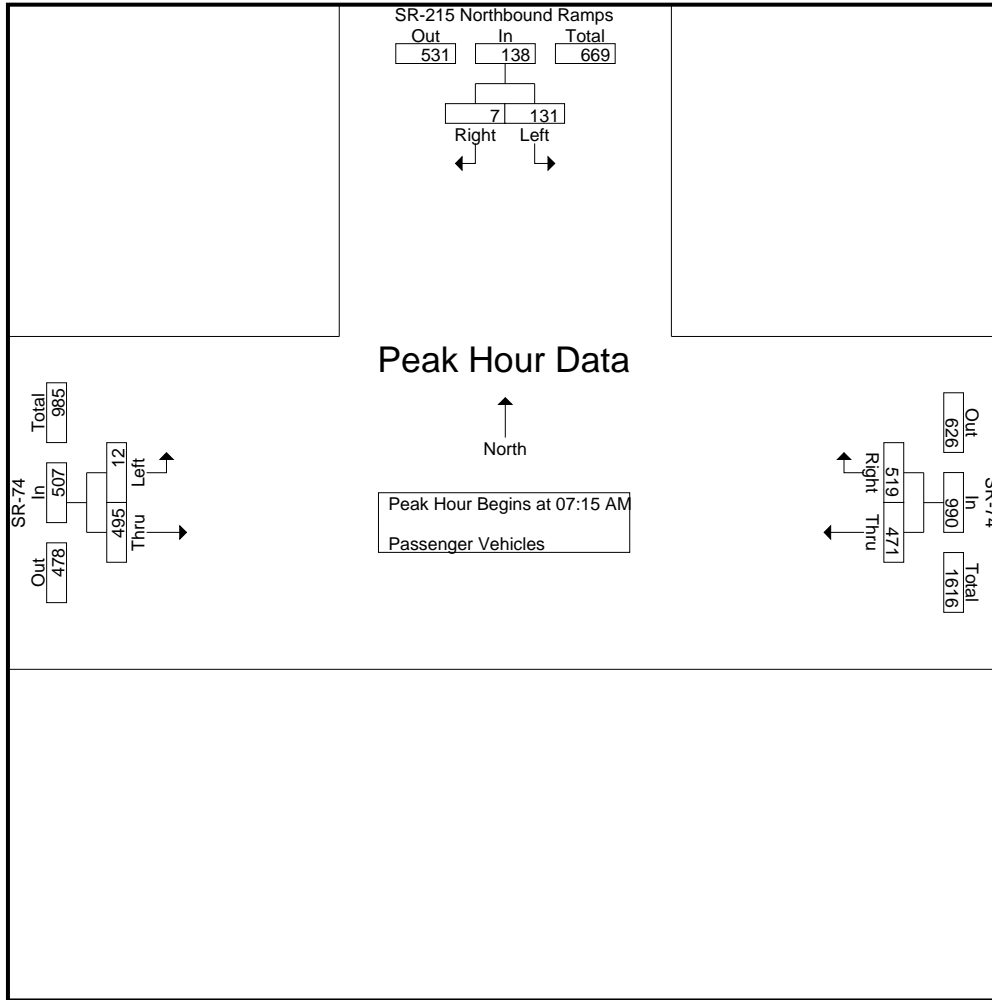 SR-215 Northbound Ramps
Out In Total
531 138 669
7 131
Right Left
Peak Hour Data
North
Peak Hour Begins at 07:15 AM
Passenger Vehicles
SR-74
Total In Out
985 507 478
12 495
Left Thru
SR-74
Out In Total
626 990 1616
519 471
Right Thru